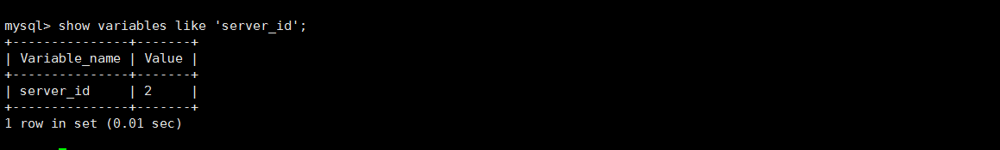 mysql> show variables like 'server_id';
+---------------+-------+
| Variable_name | Value |
+---------------+-------+
| server_id     | 2     |
+---------------+-------+
1 row in set (0.01 sec)